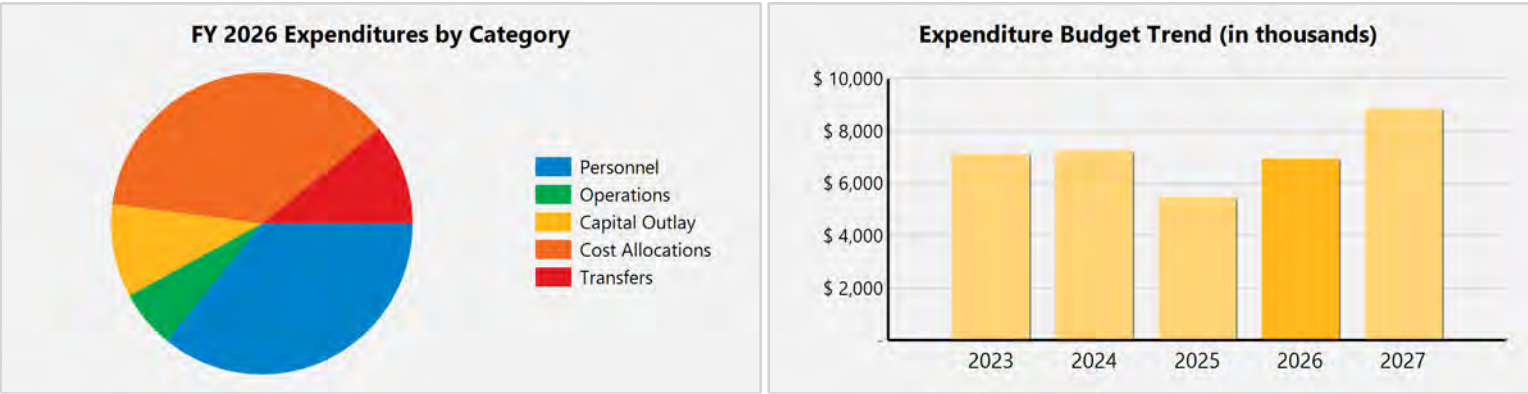 FY 2026 Expenditures by Category
Personnel
Operations
Capital Outlay
Cost Allocations
Transfers
Expenditure Budget Trend (in thousands)
$ 10,000
$ 8,000
$ 6,000
$ 4,000
$ 2,000
-
2023 2024 2025 2026 2027